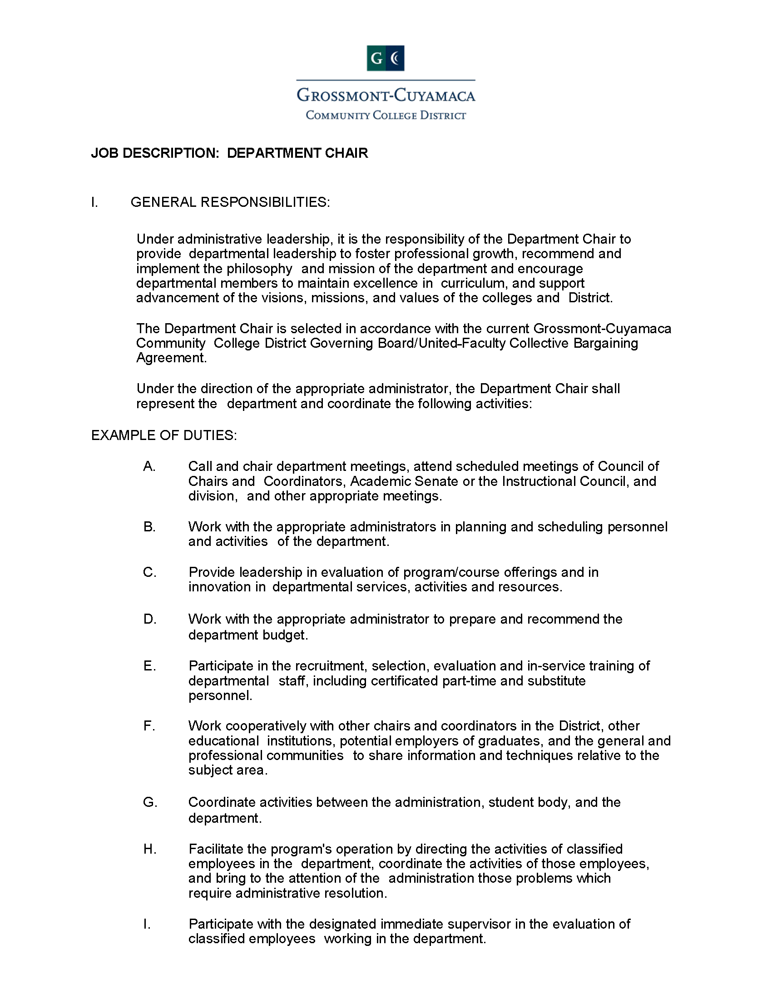 G C
GROSSMONT-CUYAMACA
COMMUNITY COLLEGE DISTRICT
JOB DESCRIPTION: DEPARTMENT CHAIR
I. GENERAL RESPONSIBILITIES:
Under administrative leadership, it is the responsibility of the Department Chair to
provide departmental leadership to foster professional growth, recommend and
implement the philosophy and mission of the department and encourage
departmental members to maintain excellence in curriculum, and support
advancement of the visions, missions, and values of the colleges and District.
The Department Chair is selected in accordance with the current Grossmont-Cuyamaca
Community College District Governing Board/United-Faculty Collective Bargaining
Agreement.
Under the direction of the appropriate administrator, the Department Chair shall
represent the department and coordinate the following activities:
EXAMPLE OF DUTIES:
A. Call and chair department meetings, attend scheduled meetings of Council of
Chairs and Coordinators, Academic Senate or the Instructional Council, and
division, and other appropriate meetings.
B. Work with the appropriate administrators in planning and scheduling personnel
and activities of the department.
C. Provide leadership in evaluation of program/course offerings and in
innovation in departmental services, activities and resources.
D. Work with the appropriate administrator to prepare and recommend the
department budget.
E. Participate in the recruitment, selection, evaluation and in-service training of
departmental staff, including certificated part-time and substitute
personnel.
F. Work cooperatively with other chairs and coordinators in the District, other
educational institutions, potential employers of graduates, and the general and
professional communities to share information and techniques relative to the
subject area.
G. Coordinate activities between the administration, student body, and the
department.
H. Facilitate the program's operation by directing the activities of classified
employees in the department, coordinate the activities of those employees,
and bring to the attention of the administration those problems which
require administrative resolution.
I. Participate with the designated immediate supervisor in the evaluation of
classified employees working in the department.